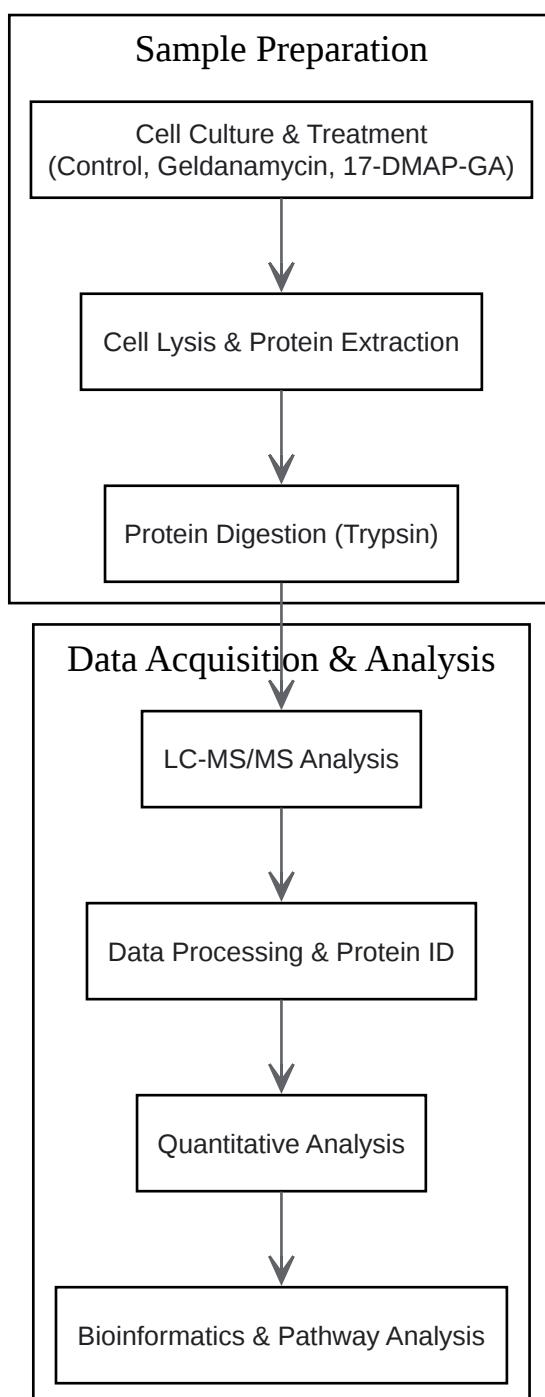 Sample Preparation
Cell Culture & Treatment
(Control, Geldanamycin, 17-DMAP-GA)
Cell Lysis & Protein Extraction
Protein Digestion (Trypsin)
Data Acquisition & Analysis
LC-MS/MS Analysis
Data Processing & Protein ID
Quantitative Analysis
Bioinformatics & Pathway Analysis